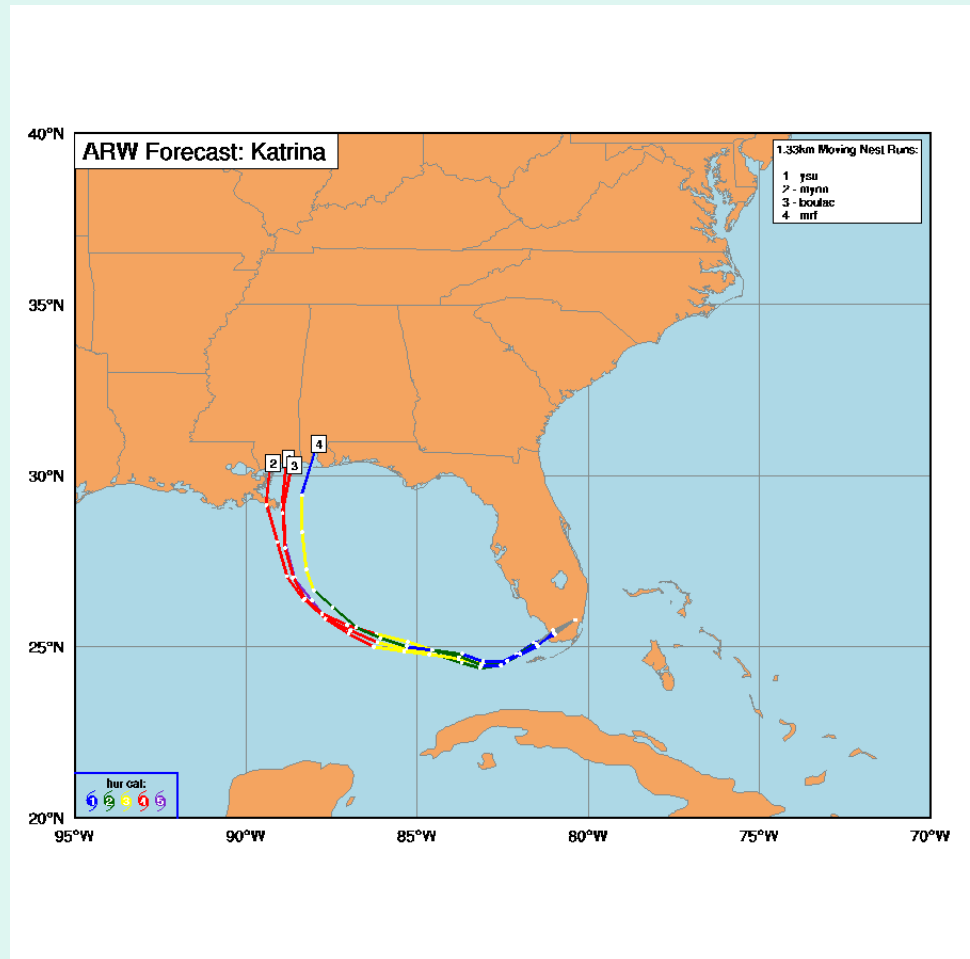 40°N
ARW Forecast: Katrina
1.33km Moving Nest Runs:
1 ysu
2 - mynn
3 - boulac
4 mrf
35°N
4
2
3
30°N
25°N
hur cat:
1 2 3 4 5
20°N
95°W 90°W 85°W 80°W 75°W 70°W